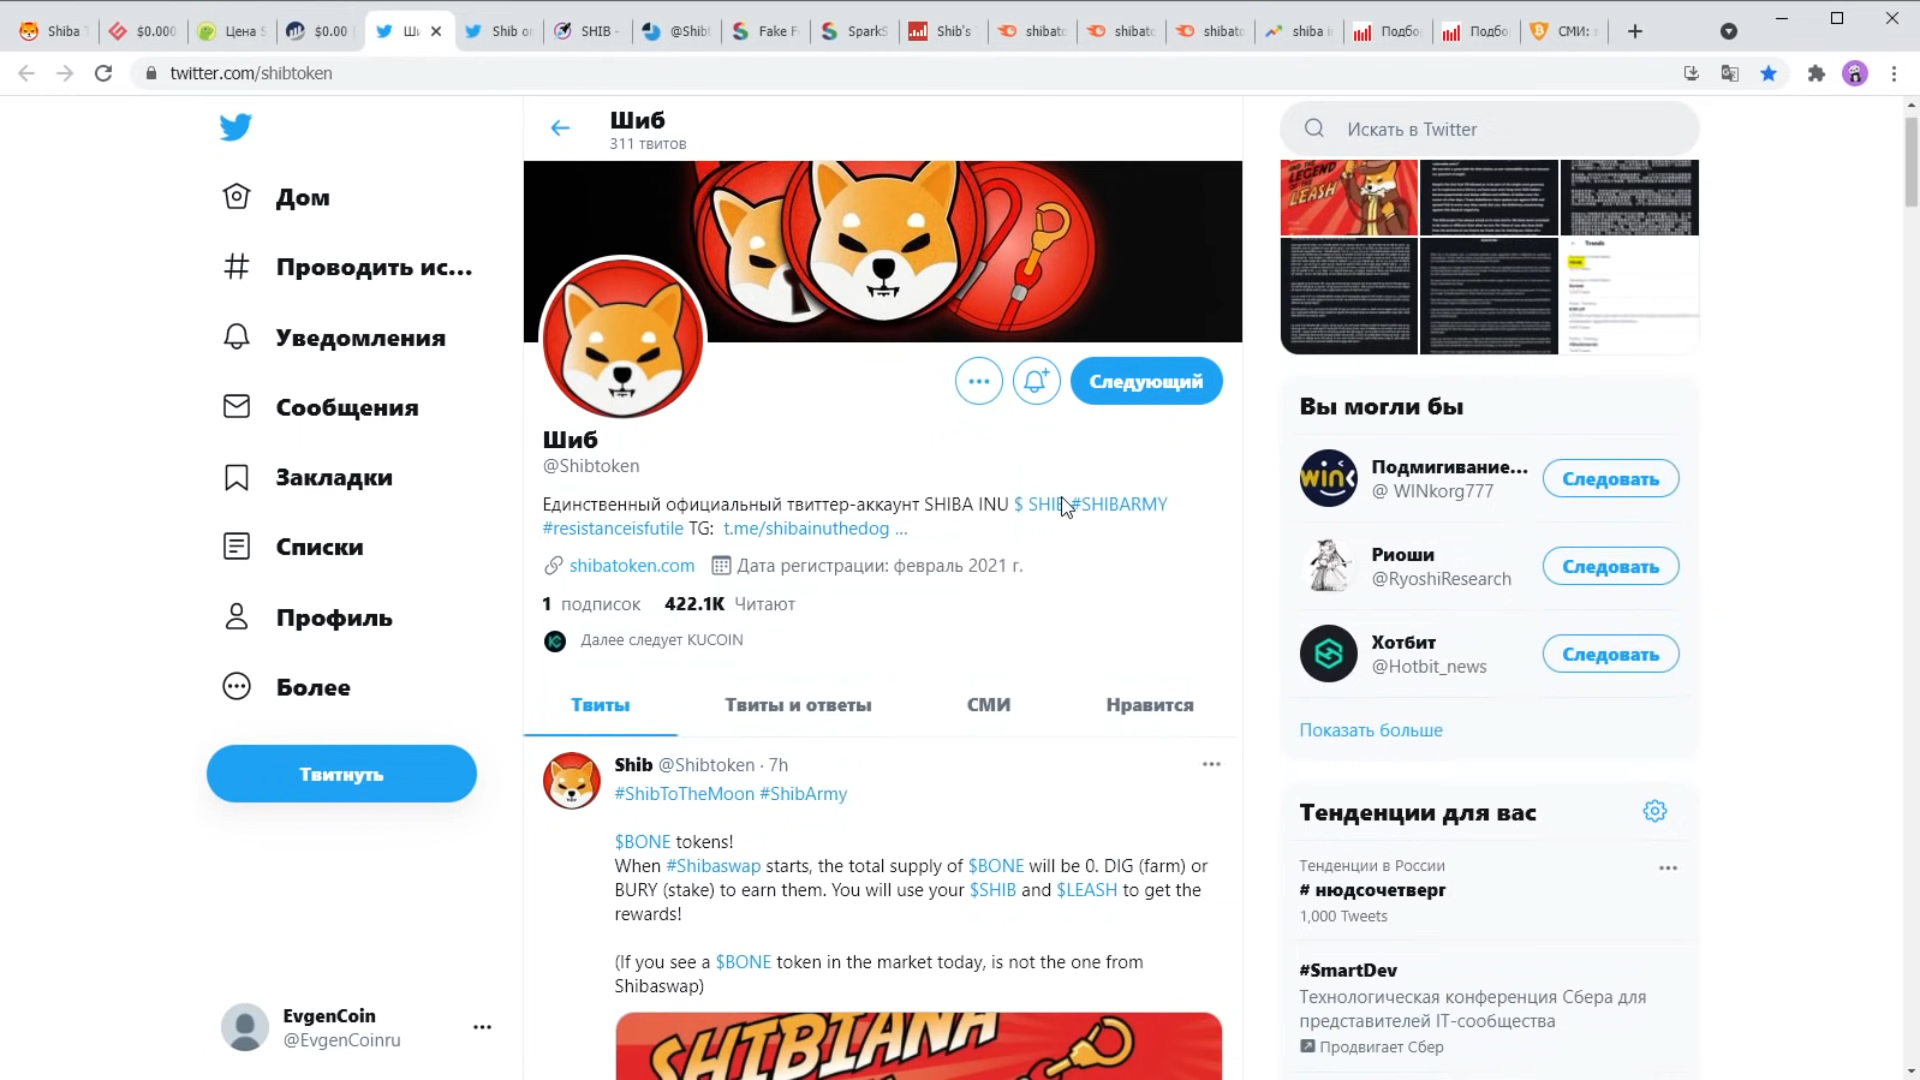 Shiba
$0.000
Цена S
$0.00
Ши
Shib or
SHIB -
@Shib
Fake F
SparkS
Shib's
shibato
shibato
shibato
shiba i
Подбо
Подбо
СМИ: з
twitter.com/shibtoken
Шиб
311 твитов
Искать в Twitter
Дом
Проводить ис...
Уведомления
Сообщения
Закладки
Списки
Профиль
Более
Твитнуть
EvgenCoin
@EvgenCoinru
AND THE
LEGEND
LEASH
Trends
Следующий
Шиб
@Shibtoken
Единственный официальный твиттер-аккаунт SHIBA INU $ SHIB #SHIBARMY
#resistanceisfutile TG: t.me/shibainuthedog ...
shibatoken.com Дата регистрации: февраль 2021 г.
1 подписок 422.1K Читают
Далее следует KUCOIN
Твиты
Твиты и ответы
СМИ
Нравится
Shib @Shibtoken · 7h
#ShibToTheMoon #ShibArmy
$BONE tokens!
When #Shibaswap starts, the total supply of $BONE will be 0. DIG (farm) or
BURY (stake) to earn them. You will use your $SHIB and $LEASH to get the
rewards!
(If you see a $BONE token in the market today, is not the one from
Shibaswap)
SHIBIANA
Вы могли бы
wink
Подмигивание...
@ WINkorg777
Следовать
Риоши
@RyoshiResearch
Следовать
Хотбит
@Hotbit_news
Следовать
Показать больше
Тенденции для вас
Тенденции в России
# нюдсочетверг
1,000 Tweets
#SmartDev
Технологическая конференция Сбера для
представителей IT-сообщества
Продвигает Сбер